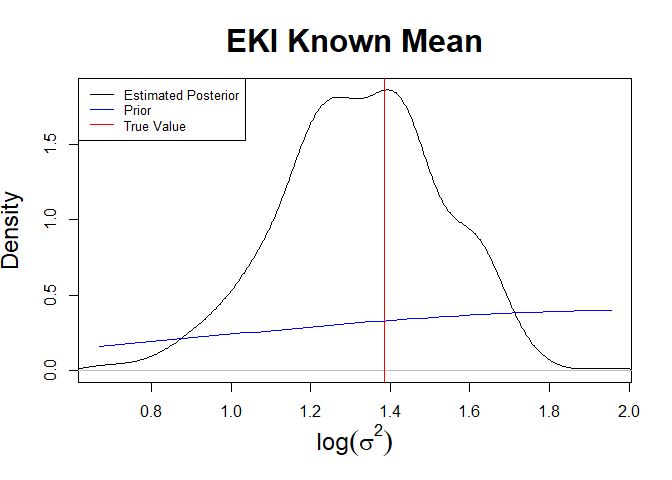 EKI Known Mean
Estimated Posterior
Prior
True Value
Density
0.0
0.5
1.0
1.5
0.8
1.0
1.2
1.4
1.6
1.8
2.0
log(σ²)